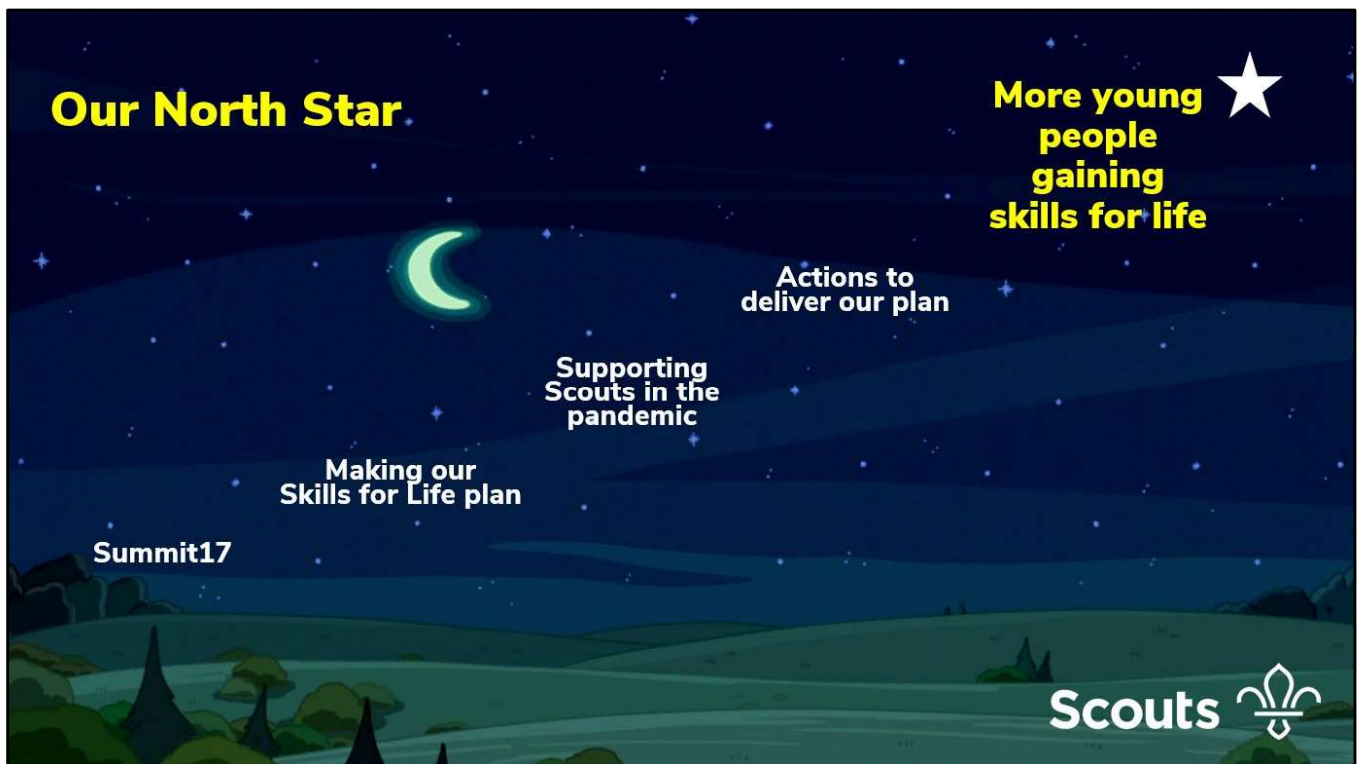 Our North Star
More young
people
gaining
skills for life
Actions to
deliver our plan
Supporting
Scouts in the
pandemic
Making our
Skills for Life plan
Summit17
Scouts